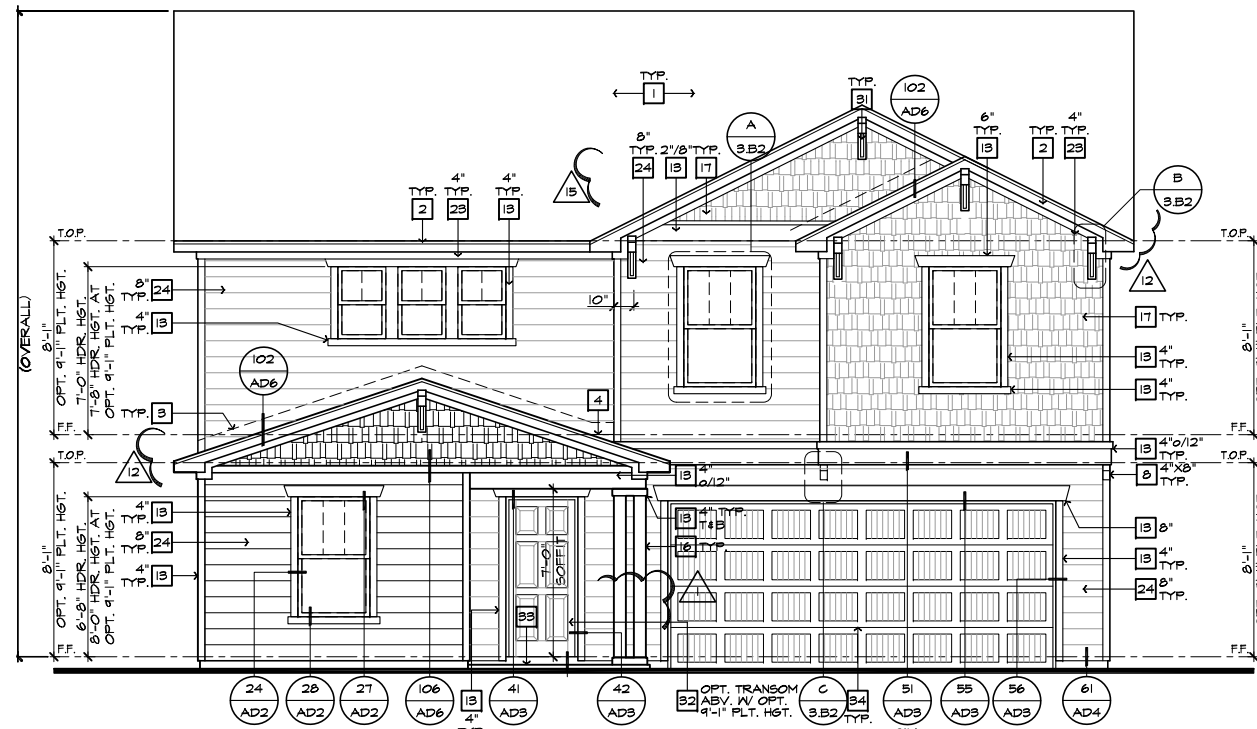 TYP.
1
TYP.
31
102
AD6
A
3.B2
8"
TYP.
24
2"/8"
13
TYP.
17
6"
TYP.
13
TYP.
2
4"
TYP.
23
B
3.B2
15
TYP.
2
4"
TYP.
23
4"
TYP.
13
T.O.P.
T.O.P.
12
(OVERALL)
8'-1"
OPT. 9'-1" PLT. HGT.
7'-0" HDR. HGT.
7'-8" HDR. HGT. AT
OPT. 9'-1" PLT. HGT.
8"
TYP.
24
4"
TYP.
13
10"
17 TYP.
8'-1"
13 4"
TYP.
13 4"
TYP.
102
AD6
TYP. 3
4
F.F.
F.F.
12
T.O.P.
T.O.P.
13 4"o/12"
TYP.
8 4"X8"
TYP.
13 4"
o/12"
8'-1"
OPT. 9'-1" PLT. HGT.
6'-8" HDR. HGT.
8'-0" HDR. HGT. AT
OPT. 9'-1" PLT. HGT.
4"
TYP.
13
8"
TYP.
24
4"
TYP.
13
7'-0"
SOFFIT
13 4" TYP.
T&B
16 TYP.
1
13 8"
13 4"
TYP.
24 8"
TYP.
8'-1"
33
F.F.
F.F.
24
AD2
28
AD2
27
AD2
106
AD6
13
4"
41
AD3
42
AD3
32 OPT. TRANSOM
ABV. W/ OPT.
9'-1" PLT. HGT.
C
3.B2
34
TYP.
51
AD3
55
AD3
56
AD3
61
AD4